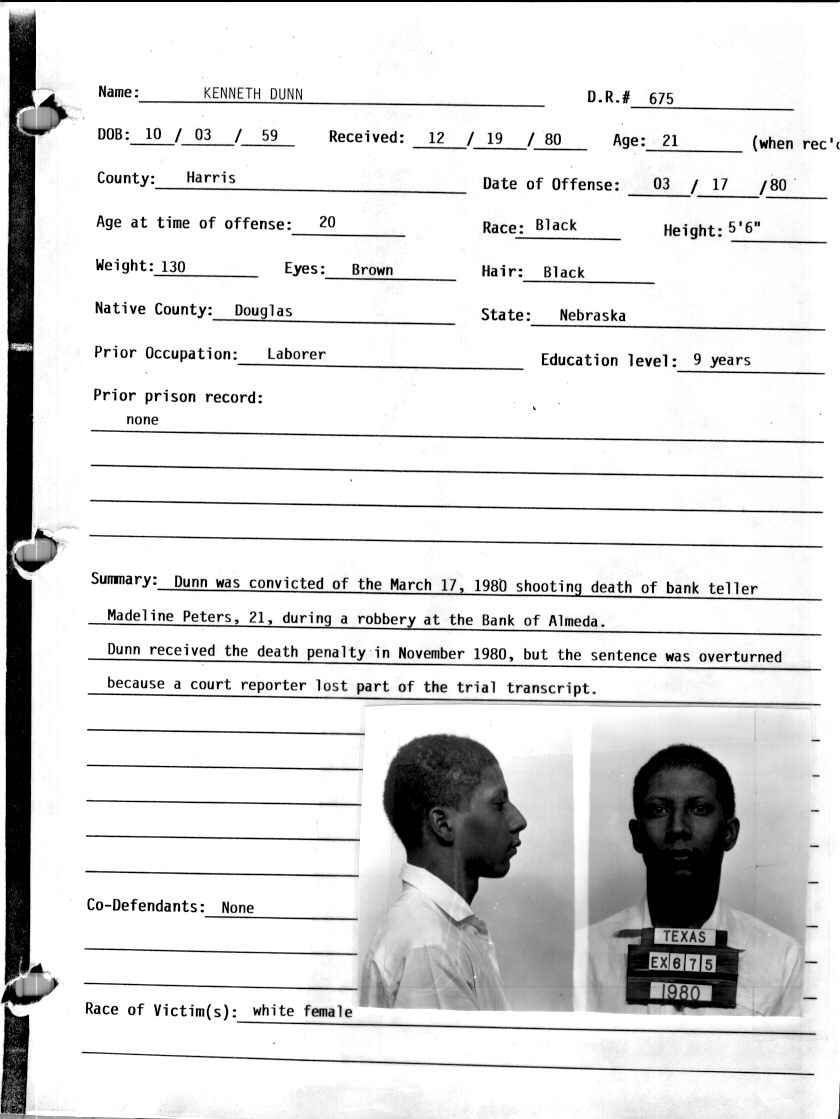 Name: KENNETH DUNN D.R.# 675
DOB: 10 / 03 / 59 Received: 12 / 19 / 80 Age: 21 (when rec'd
County: Harris Date of Offense: 03 / 17 / 80
Age at time of offense: 20 Race: Black Height: 5'6"
Weight: 130 Eyes: Brown Hair: Black
Native County: Douglas State: Nebraska
Prior Occupation: Laborer Education level: 9 years
Prior prison record:
none
Summary: Dunn was convicted of the March 17, 1980 shooting death of bank teller
Madeline Peters, 21, during a robbery at the Bank of Almeda.
Dunn received the death penalty in November 1980, but the sentence was overturned
because a court reporter lost part of the trial transcript.
Co-Defendants: None
TEXAS
EX 6 7 5
1980
Race of Victim(s): white female